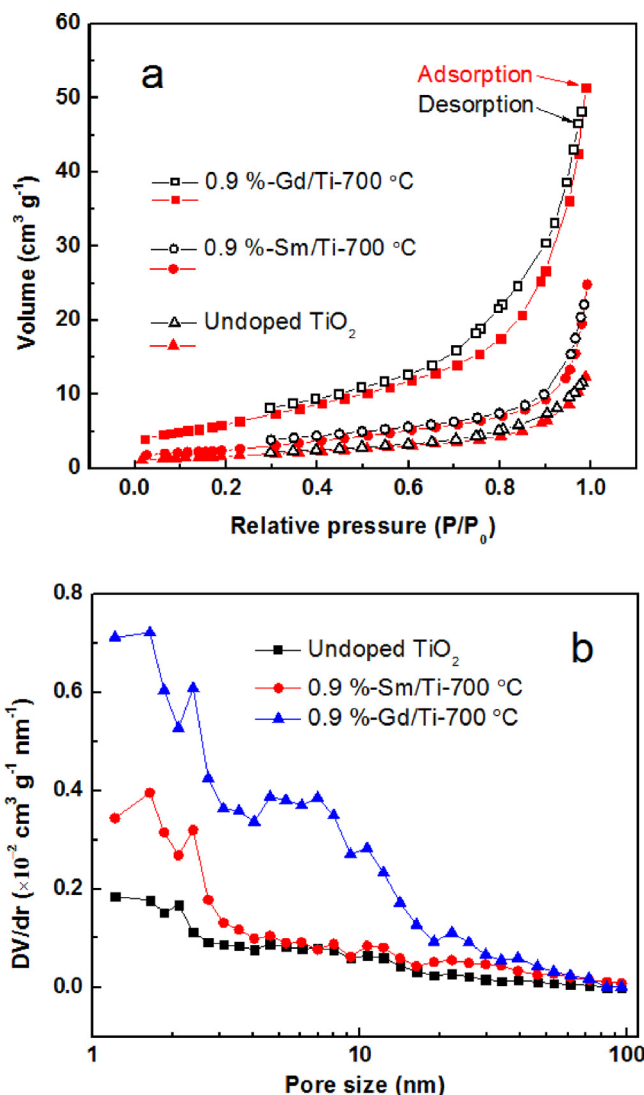 a
Adsorption
Desorption
0.9 %-Gd/Ti-700 °C
0.9 %-Sm/Ti-700 °C
Undoped TiO₂
Volume (cm³ g⁻¹)
60
50
40
30
20
10
0
0.0 0.2 0.4 0.6 0.8 1.0
Relative pressure (P/P₀)
b
Undoped TiO₂
0.9 %-Sm/Ti-700 °C
0.9 %-Gd/Ti-700 °C
DV/dr (×10⁻² cm³ g⁻¹ nm⁻¹)
0.8
0.6
0.4
0.2
0.0
1 10 100
Pore size (nm)